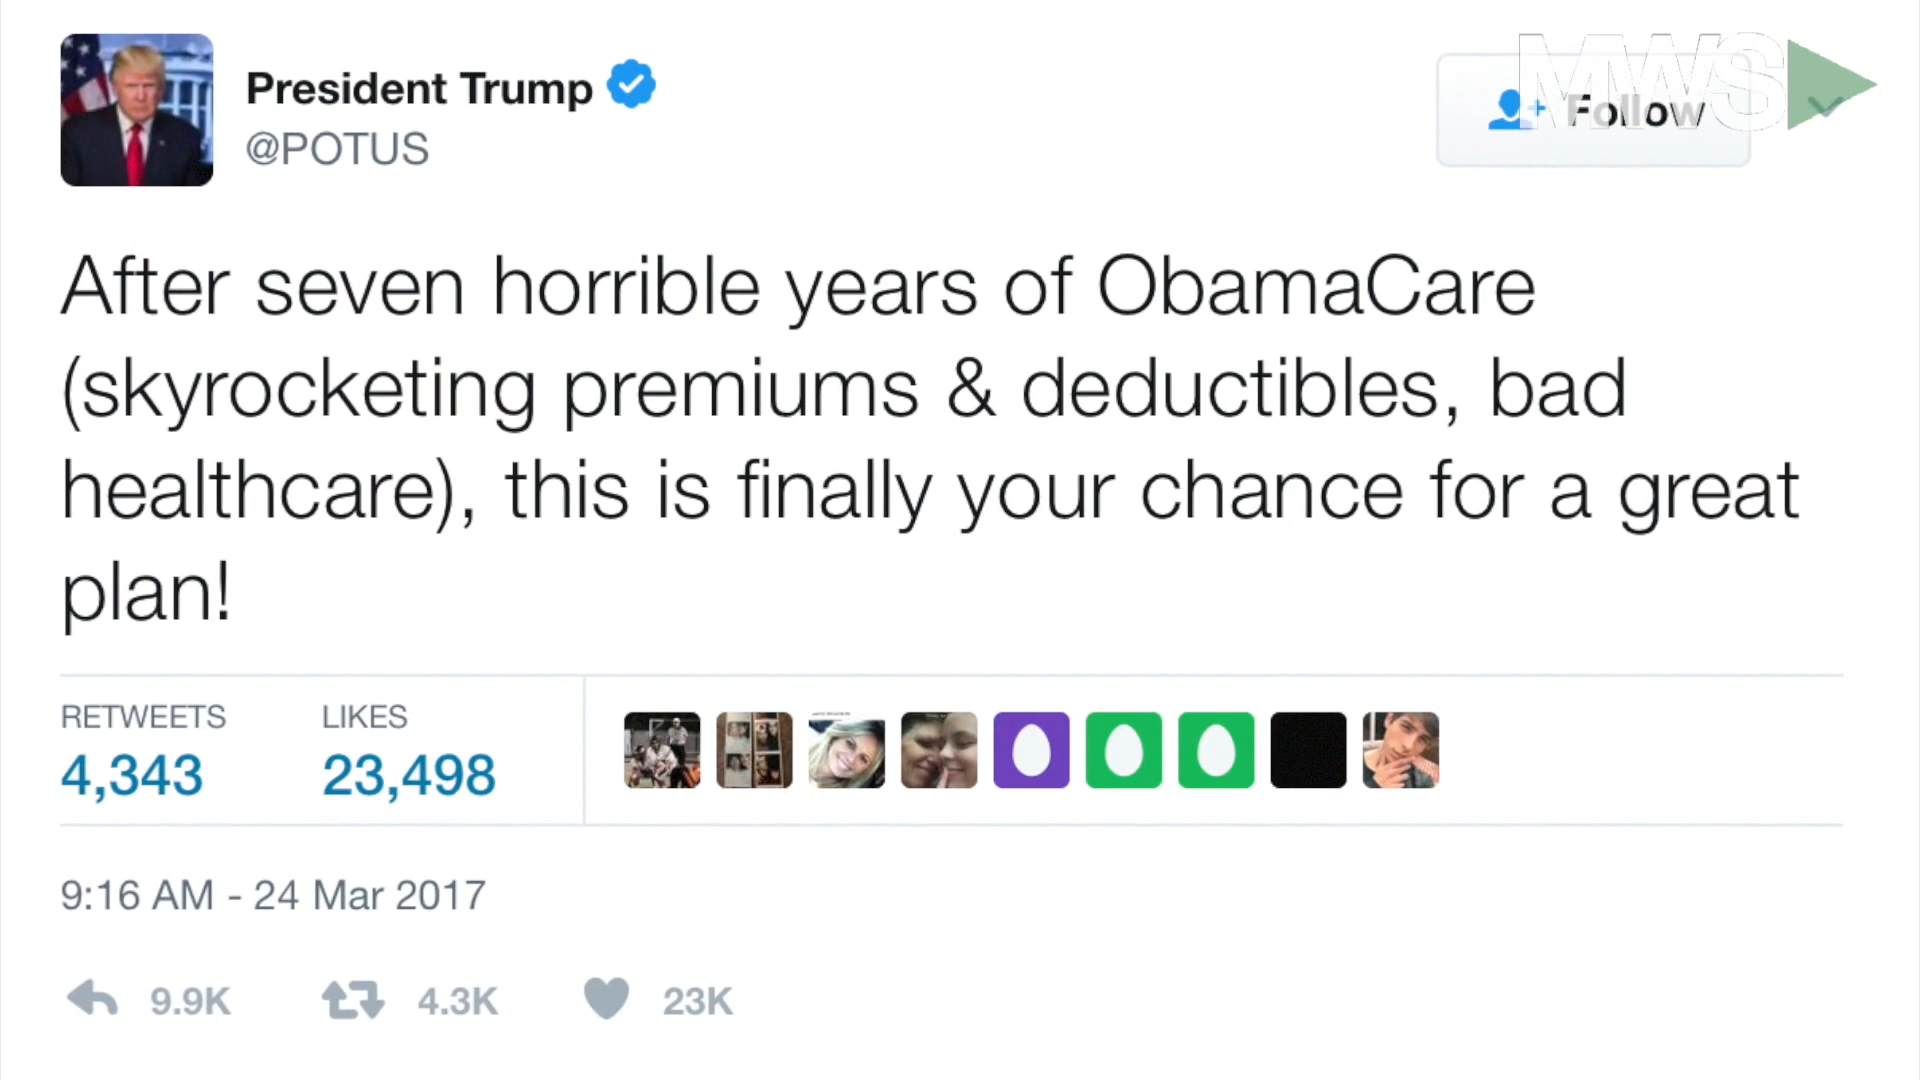 President Trump
@POTUS
MWS
Follow
After seven horrible years of ObamaCare
(skyrocketing premiums & deductibles, bad
healthcare), this is finally your chance for a great
plan!
RETWEETS LIKES
4,343 23,498
9:16 AM - 24 Mar 2017
9.9K 4.3K 23K